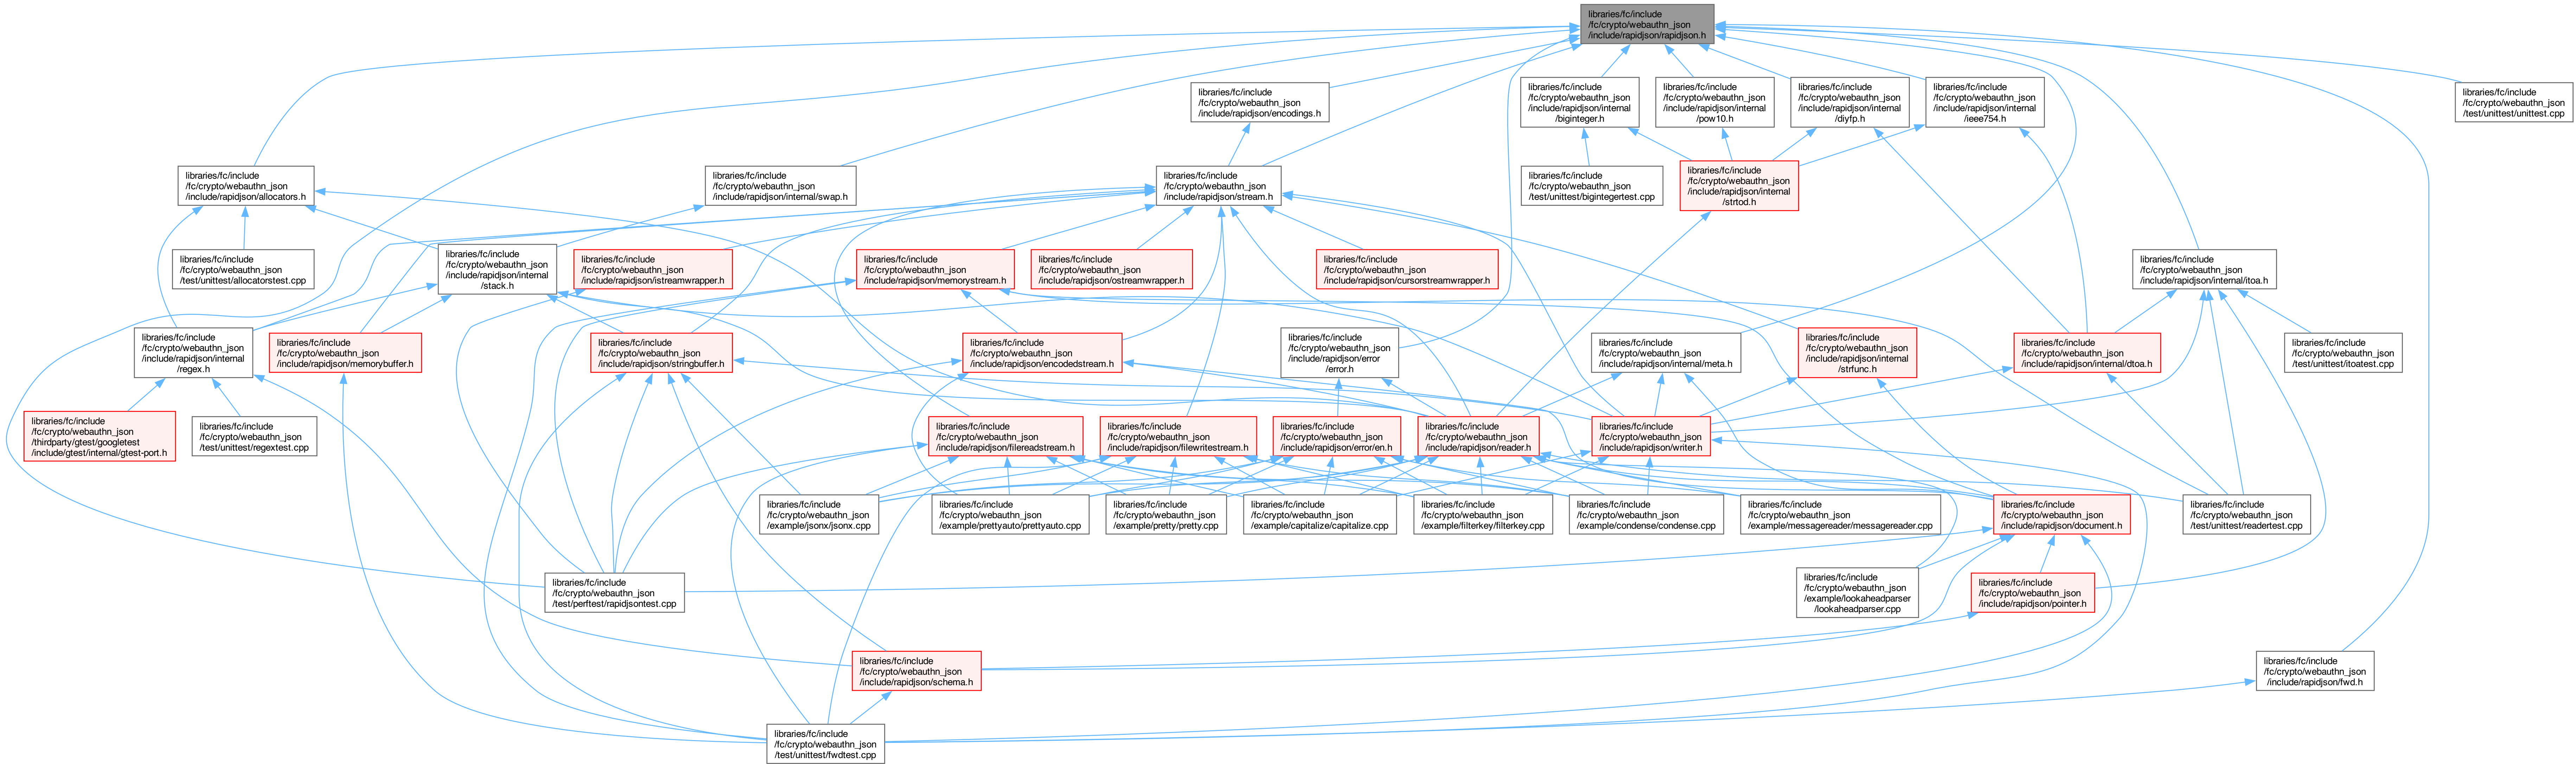 libraries/fc/include
/fc/crypto/webauthn_json
/include/rapidjson/rapidjson.h
libraries/fc/include
/fc/crypto/webauthn_json
/include/rapidjson/encodings.h
libraries/fc/include
/fc/crypto/webauthn_json
/include/rapidjson/internal
/biginteger.h
libraries/fc/include
/fc/crypto/webauthn_json
/include/rapidjson/internal
/pow10.h
libraries/fc/include
/fc/crypto/webauthn_json
/include/rapidjson/internal
/diyfp.h
libraries/fc/include
/fc/crypto/webauthn_json
/include/rapidjson/internal
/ieee754.h
libraries/fc/include
/fc/crypto/webauthn_json
/test/unittest/unittest.cpp
libraries/fc/include
/fc/crypto/webauthn_json
/include/rapidjson/allocators.h
libraries/fc/include
/fc/crypto/webauthn_json
/include/rapidjson/internal/swap.h
libraries/fc/include
/fc/crypto/webauthn_json
/include/rapidjson/stream.h
libraries/fc/include
/fc/crypto/webauthn_json
/test/unittest/bigintegertest.cpp
libraries/fc/include
/fc/crypto/webauthn_json
/include/rapidjson/internal
/strtod.h
libraries/fc/include
/fc/crypto/webauthn_json
/test/unittest/allocatorstest.cpp
libraries/fc/include
/fc/crypto/webauthn_json
/include/rapidjson/internal
/stack.h
libraries/fc/include
/fc/crypto/webauthn_json
/include/rapidjson/istreamwrapper.h
libraries/fc/include
/fc/crypto/webauthn_json
/include/rapidjson/memorystream.h
libraries/fc/include
/fc/crypto/webauthn_json
/include/rapidjson/ostreamwrapper.h
libraries/fc/include
/fc/crypto/webauthn_json
/include/rapidjson/cursorstreamwrapper.h
libraries/fc/include
/fc/crypto/webauthn_json
/include/rapidjson/internal/itoa.h
libraries/fc/include
/fc/crypto/webauthn_json
/include/rapidjson/internal
/regex.h
libraries/fc/include
/fc/crypto/webauthn_json
/include/rapidjson/memorybuffer.h
libraries/fc/include
/fc/crypto/webauthn_json
/include/rapidjson/stringbuffer.h
libraries/fc/include
/fc/crypto/webauthn_json
/include/rapidjson/encodedstream.h
libraries/fc/include
/fc/crypto/webauthn_json
/include/rapidjson/error
/error.h
libraries/fc/include
/fc/crypto/webauthn_json
/include/rapidjson/internal/meta.h
libraries/fc/include
/fc/crypto/webauthn_json
/include/rapidjson/internal
/strfunc.h
libraries/fc/include
/fc/crypto/webauthn_json
/include/rapidjson/internal/dtoa.h
libraries/fc/include
/fc/crypto/webauthn_json
/test/unittest/itoatest.cpp
libraries/fc/include
/fc/crypto/webauthn_json
/thirdparty/gtest/googletest
/include/gtest/internal/gtest-port.h
libraries/fc/include
/fc/crypto/webauthn_json
/test/unittest/regextest.cpp
libraries/fc/include
/fc/crypto/webauthn_json
/include/rapidjson/filereadstream.h
libraries/fc/include
/fc/crypto/webauthn_json
/include/rapidjson/filewritestream.h
libraries/fc/include
/fc/crypto/webauthn_json
/include/rapidjson/error/en.h
libraries/fc/include
/fc/crypto/webauthn_json
/include/rapidjson/reader.h
libraries/fc/include
/fc/crypto/webauthn_json
/include/rapidjson/writer.h
libraries/fc/include
/fc/crypto/webauthn_json
/example/jsonx/jsonx.cpp
libraries/fc/include
/fc/crypto/webauthn_json
/example/prettyauto/prettyauto.cpp
libraries/fc/include
/fc/crypto/webauthn_json
/example/pretty/pretty.cpp
libraries/fc/include
/fc/crypto/webauthn_json
/example/capitalize/capitalize.cpp
libraries/fc/include
/fc/crypto/webauthn_json
/example/filterkey/filterkey.cpp
libraries/fc/include
/fc/crypto/webauthn_json
/example/condense/condense.cpp
libraries/fc/include
/fc/crypto/webauthn_json
/example/messagereader/messagereader.cpp
libraries/fc/include
/fc/crypto/webauthn_json
/include/rapidjson/document.h
libraries/fc/include
/fc/crypto/webauthn_json
/test/unittest/readertest.cpp
libraries/fc/include
/fc/crypto/webauthn_json
/test/perftest/rapidjsontest.cpp
libraries/fc/include
/fc/crypto/webauthn_json
/example/lookaheadparser
/lookaheadparser.cpp
libraries/fc/include
/fc/crypto/webauthn_json
/include/rapidjson/pointer.h
libraries/fc/include
/fc/crypto/webauthn_json
/include/rapidjson/schema.h
libraries/fc/include
/fc/crypto/webauthn_json
/include/rapidjson/fwd.h
libraries/fc/include
/fc/crypto/webauthn_json
/test/unittest/fwdtest.cpp